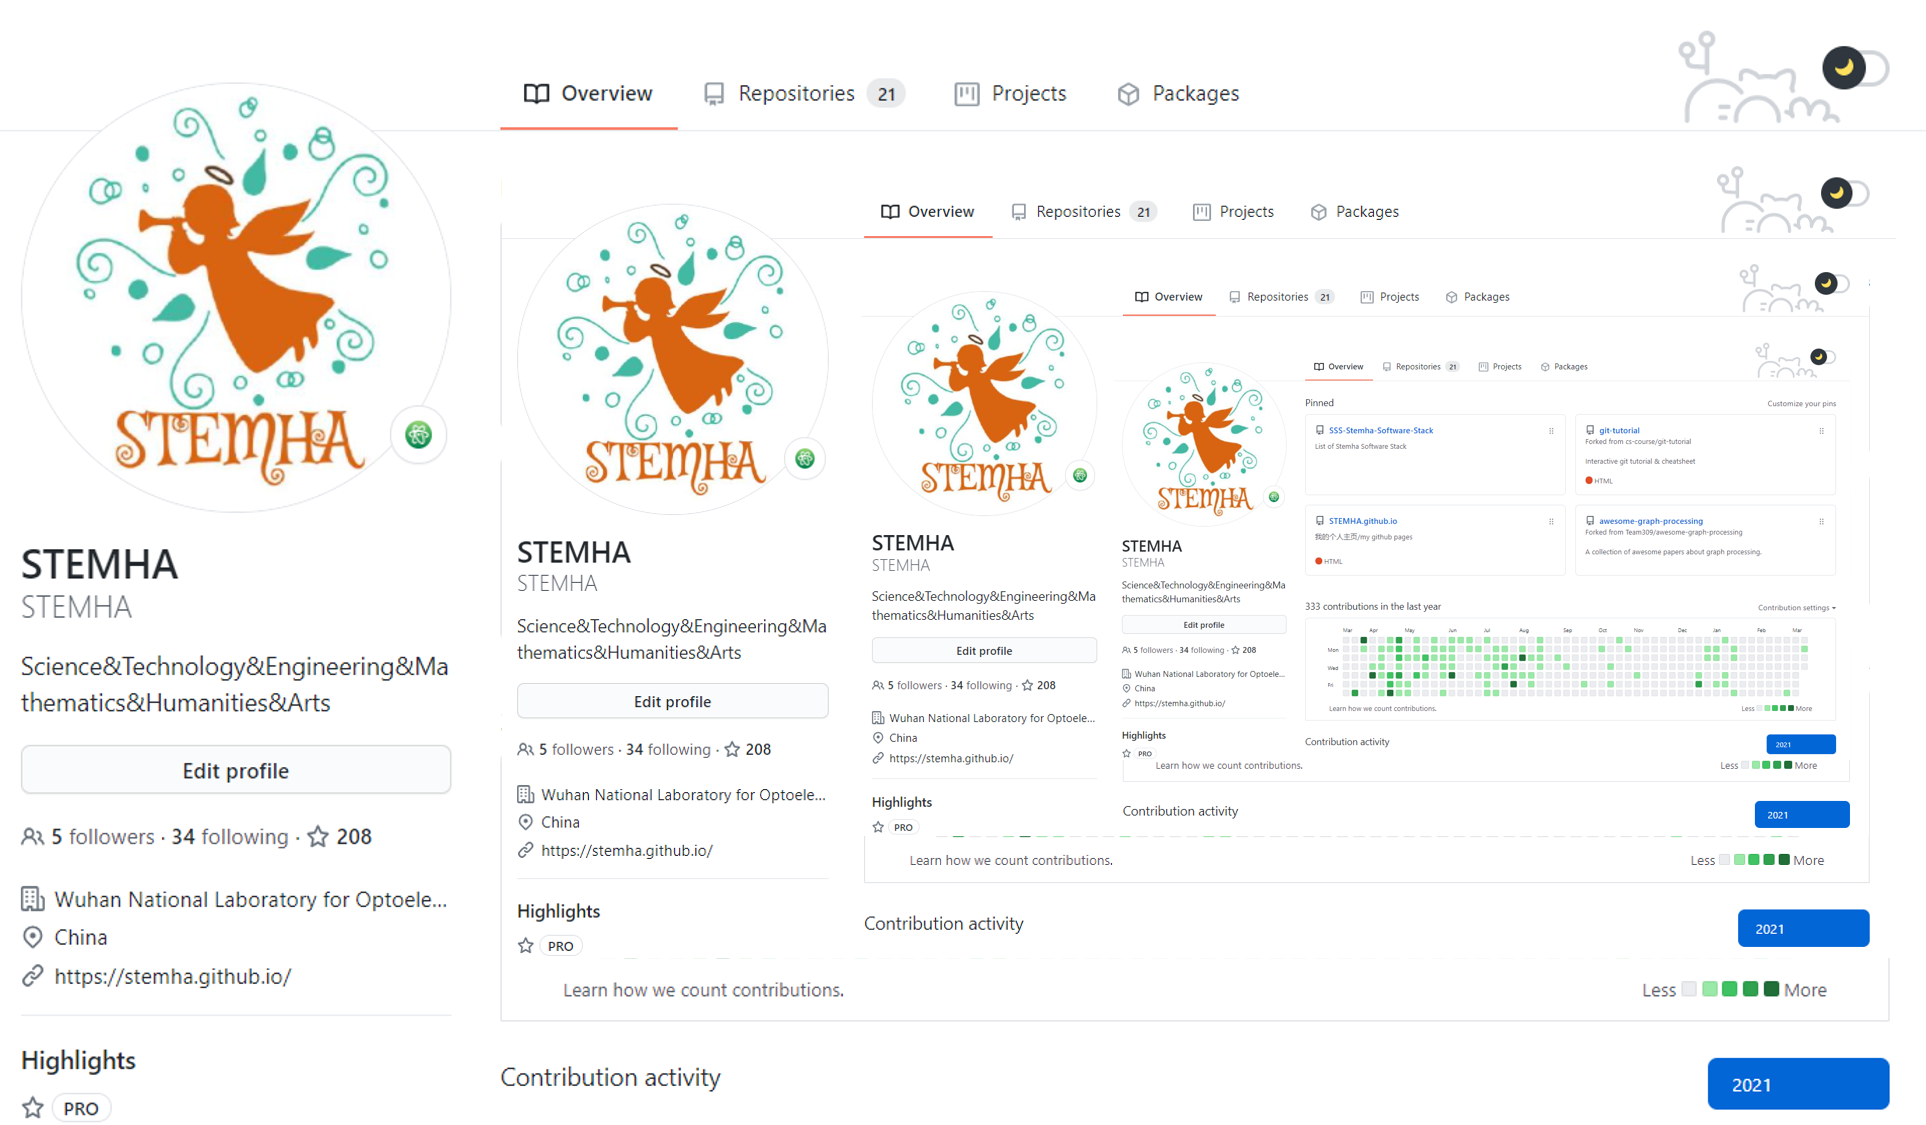 Overview
Repositories 21
Projects
Packages
STEMHA
STEMHA
STEMHA
Science&Technology&Engineering&Ma
thematics&Humanities&Arts
Edit profile
5 followers · 34 following · 208
Wuhan National Laboratory for Optoele...
China
https://stemha.github.io/
Highlights
PRO
Overview
Repositories 21
Projects
Packages
STEMHA
STEMHA
STEMHA
Science&Technology&Engineering&Ma
thematics&Humanities&Arts
Edit profile
5 followers · 34 following · 208
Wuhan National Laboratory for Optoele...
China
https://stemha.github.io/
Highlights
PRO
Overview
Repositories 21
Projects
Packages
STEMHA
STEMHA
STEMHA
Science&Technology&Engineering&Ma
thematics&Humanities&Arts
Edit profile
5 followers · 34 following · 208
Wuhan National Laboratory for Optoele...
China
https://stemha.github.io/
Highlights
PRO
Overview
Repositories 21
Projects
Packages
STEMHA
STEMHA
STEMHA
Science&Technology&Engineering&Ma
thematics&Humanities&Arts
Edit profile
5 followers · 34 following · 208
Wuhan National Laboratory for Optoele...
China
https://stemha.github.io/
Highlights
PRO
Pinned
Customize your pins
SSS-Stemha-Software-Stack
List of Stemha Software Stack
git-tutorial
Forked from cs-course/git-tutorial
Interactive git tutorial & cheatsheet
HTML
STEMHA.github.io
我的个人主页/my github pages
HTML
awesome-graph-processing
Forked from Team309/awesome-graph-processing
A collection of awesome papers about graph processing.
333 contributions in the last year
Contribution settings
Mar Apr May Jun Jul Aug Sep Oct Nov Dec Jan Feb Mar
Mon
Wed
Fri
Learn how we count contributions.
Less More
Contribution activity
2021
Learn how we count contributions.
Less More
Contribution activity
2021
Learn how we count contributions.
Less More
Contribution activity
2021
Learn how we count contributions.
Less More
Contribution activity
2021